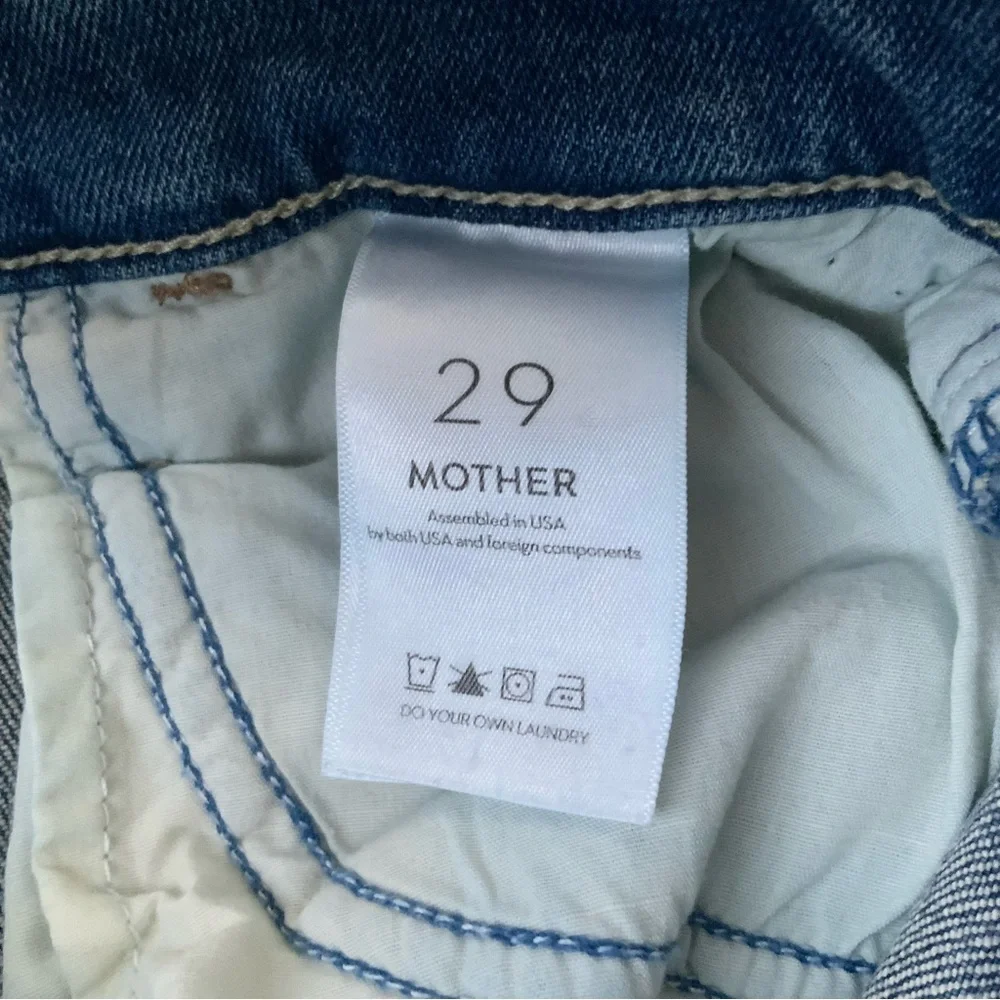 29
MOTHER
Assembled in USA
by both USA and foreign components
DO YOUR OWN LAUNDRY